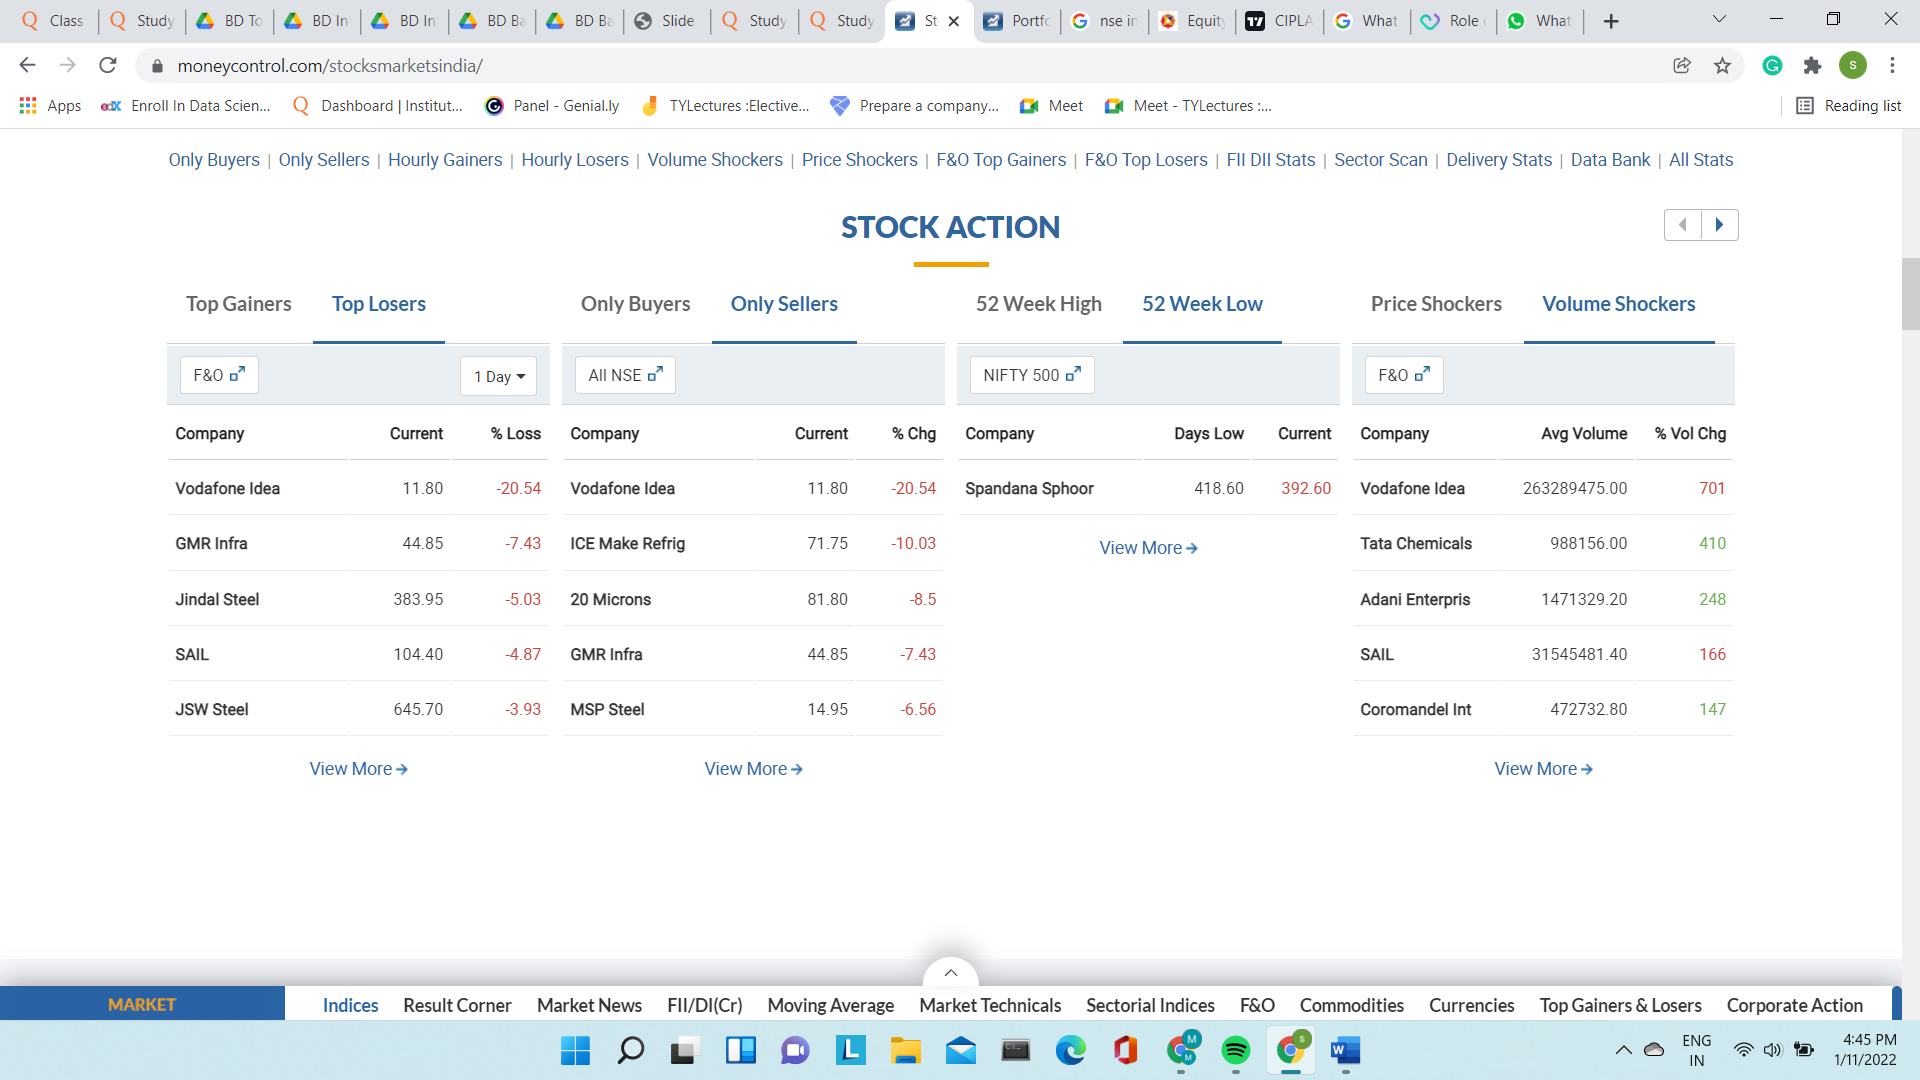 Class
Study
BD To
BD In
BD In
BD Ba
BD Ba
Slide
Study
Study
St
Portfo
nse in
Equity
CIPLA
What
Role
What
moneycontrol.com/stocksmarketsindia/
S
Apps
edX Enroll In Data Scien...
Dashboard | Institut...
Panel - Genial.ly
TYLectures :Elective...
Prepare a company...
Meet
Meet - TYLectures :...
Reading list
Only Buyers | Only Sellers | Hourly Gainers | Hourly Losers | Volume Shockers | Price Shockers | F&O Top Gainers | F&O Top Losers | FII DII Stats | Sector Scan | Delivery Stats | Data Bank | All Stats
STOCK ACTION
Top Gainers Top Losers
F&O 1 Day
Company Current % Loss
Vodafone Idea 11.80 -20.54
GMR Infra 44.85 -7.43
Jindal Steel 383.95 -5.03
SAIL 104.40 -4.87
JSW Steel 645.70 -3.93
View More
Only Buyers Only Sellers
All NSE
Company Current % Chg
Vodafone Idea 11.80 -20.54
ICE Make Refrig 71.75 -10.03
20 Microns 81.80 -8.5
GMR Infra 44.85 -7.43
MSP Steel 14.95 -6.56
View More
52 Week High 52 Week Low
NIFTY 500
Company Days Low Current
Spandana Sphoor 418.60 392.60
View More
Price Shockers Volume Shockers
F&O
Company Avg Volume % Vol Chg
Vodafone Idea 263289475.00 701
Tata Chemicals 988156.00 410
Adani Enterpris 1471329.20 248
SAIL 31545481.40 166
Coromandel Int 472732.80 147
View More
MARKET Indices Result Corner Market News FII/DI(Cr) Moving Average Market Technicals Sectorial Indices F&O Commodities Currencies Top Gainers & Losers Corporate Action
ENG
IN
4:45 PM
1/11/2022